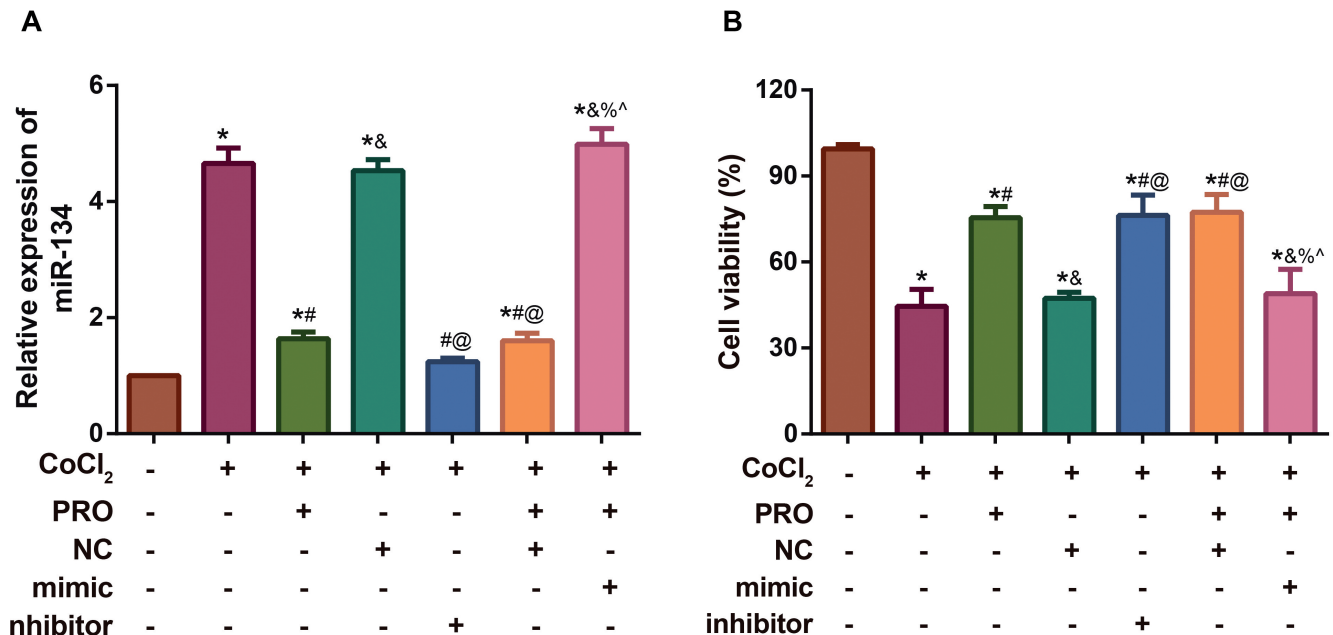 A
Relative expression of
miR-134
6
4
2
0
*
*#
*&
#@
*#@
*&%^
CoCl2 - + + + + + +
PRO - - + - - + +
NC - - - + - + -
mimic - - - - - - +
nhibitor - - - - + - -
B
Cell viability (%)
120
90
60
30
0
*
*#
*&
*#@
*#@
*&%^
CoCl2 - + + + + + +
PRO - - + - - + +
NC - - - + - + -
mimic - - - - - - +
inhibitor - - - - + - -